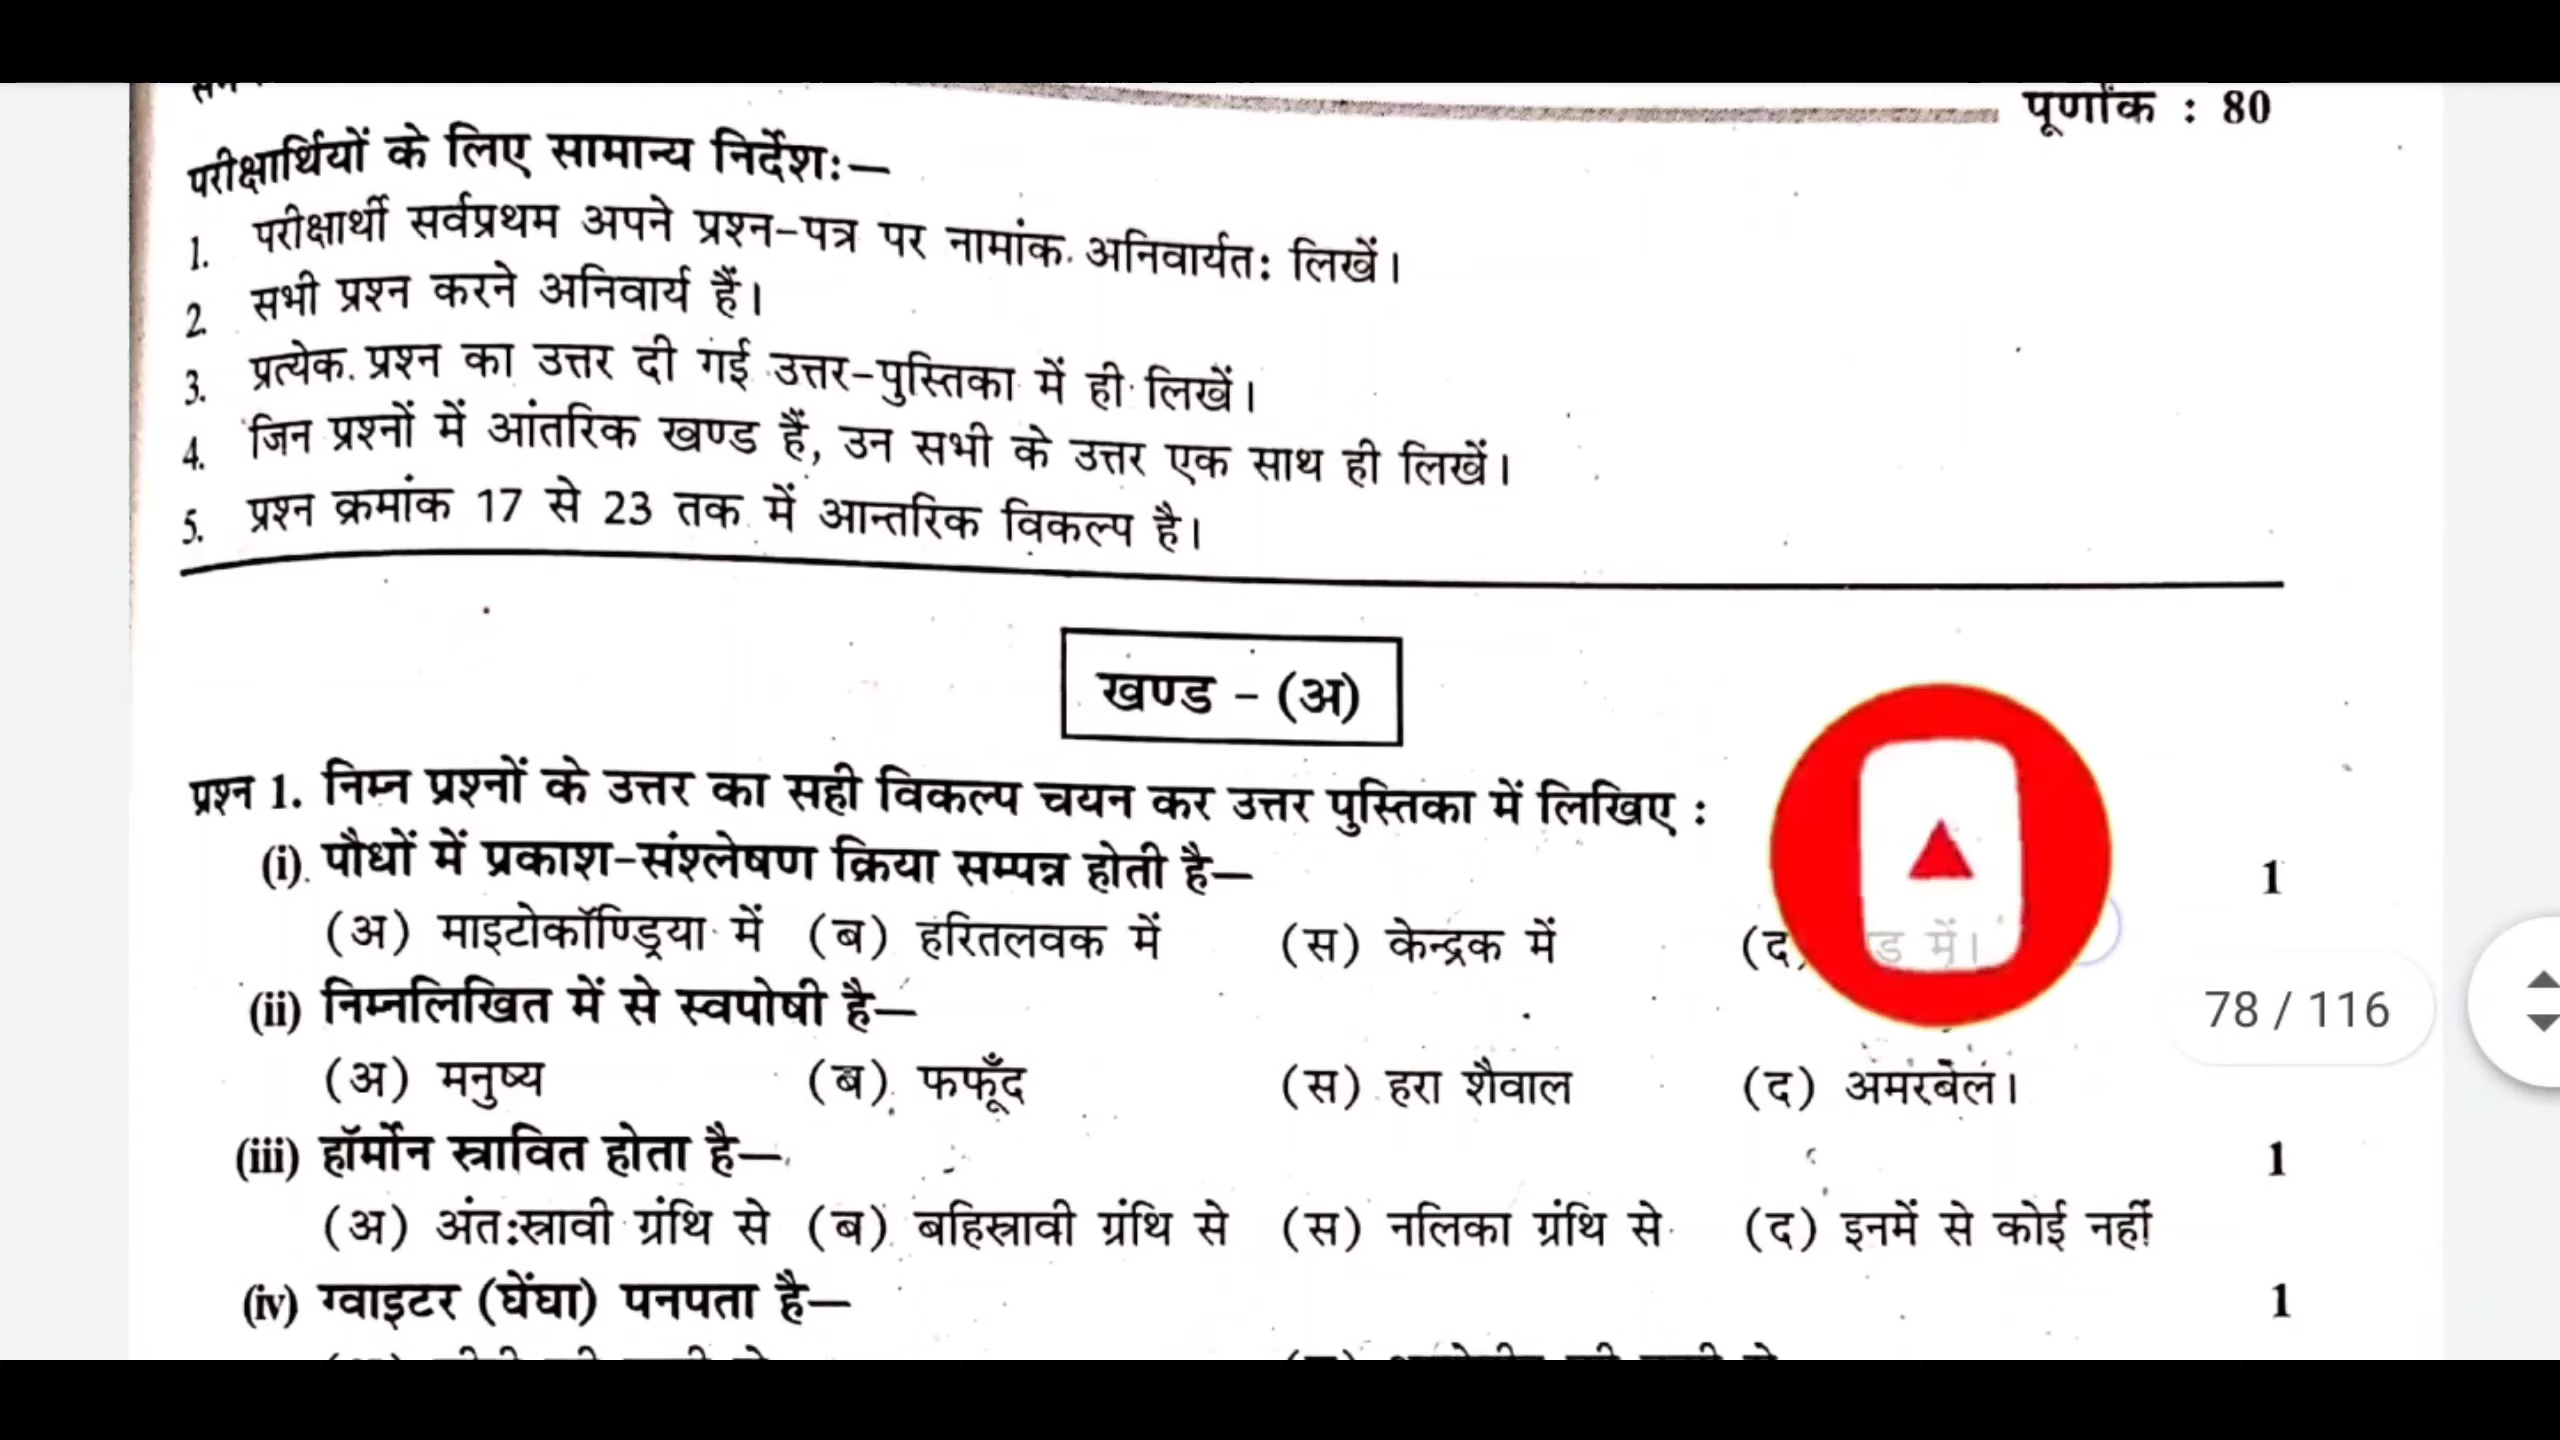 पूर्णांक : 80
परीक्षार्थियों के लिए सामान्य निर्देश:—
1. परीक्षार्थी सर्वप्रथम अपने प्रश्न-पत्र पर नामांक अनिवार्यत: लिखें।
2. सभी प्रश्न करने अनिवार्य हैं।
3. प्रत्येक प्रश्न का उत्तर दी गई उत्तर-पुस्तिका में ही लिखें।
4. जिन प्रश्नों में आंतरिक खण्ड हैं, उन सभी के उत्तर एक साथ ही लिखें।
5. प्रश्न क्रमांक 17 से 23 तक में आन्तरिक विकल्प है।
खण्ड - (अ)
प्रश्न 1. निम्न प्रश्नों के उत्तर का सही विकल्प चयन कर उत्तर पुस्तिका में लिखिए :
(i) पौधों में प्रकाश-संश्लेषण क्रिया सम्पन्न होती है— 1
(अ) माइटोकॉण्ड्रिया में (ब) हरितलवक में (स) केन्द्रक में (द) में।
(ii) निम्नलिखित में से स्वपोषी है—
78 / 116
(अ) मनुष्य (ब) फफूँद (स) हरा शैवाल (द) अमरबेल।
(iii) हॉर्मोन स्त्रावित होता है— 1
(अ) अंत:स्रावी ग्रंथि से (ब) बहिस्रावी ग्रंथि से (स) नलिका ग्रंथि से (द) इनमें से कोई नहीं
(iv) ग्वाइटर (घेंघा) पनपता है— 1